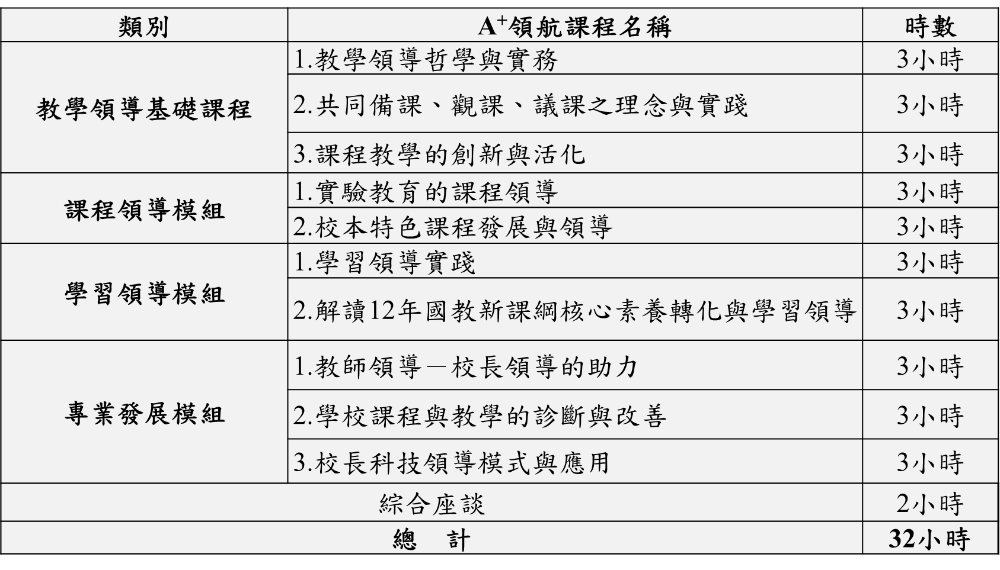 類別 A⁺領航課程名稱 時數
教學領導基礎課程
1.教學領導哲學與實務 3小時
2.共同備課、觀課、議課之理念與實踐 3小時
3.課程教學的創新與活化 3小時
課程領導模組
1.實驗教育的課程領導 3小時
2.校本特色課程發展與領導 3小時
學習領導模組
1.學習領導實踐 3小時
2.解讀12年國教新課綱核心素養轉化與學習領導 3小時
專業發展模組
1.教師領導－校長領導的助力 3小時
2.學校課程與教學的診斷與改善 3小時
3.校長科技領導模式與應用 3小時
綜合座談 2小時
總 計 32小時